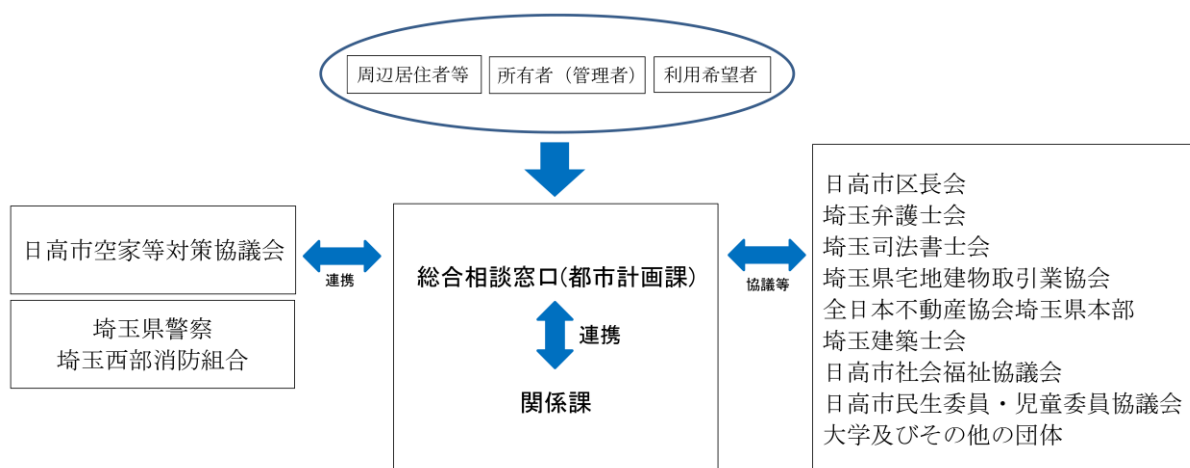 周辺居住者等
所有者（管理者）
利用希望者
日高市空家等対策協議会
埼玉県警察
埼玉西部消防組合
連携
総合相談窓口(都市計画課)
連携
関係課
協議等
日高市区長会
埼玉弁護士会
埼玉司法書士会
埼玉県宅地建物取引業協会
全日本不動産協会埼玉県本部
埼玉建築士会
日高市社会福祉協議会
日高市民生委員・児童委員協議会
大学及びその他の団体